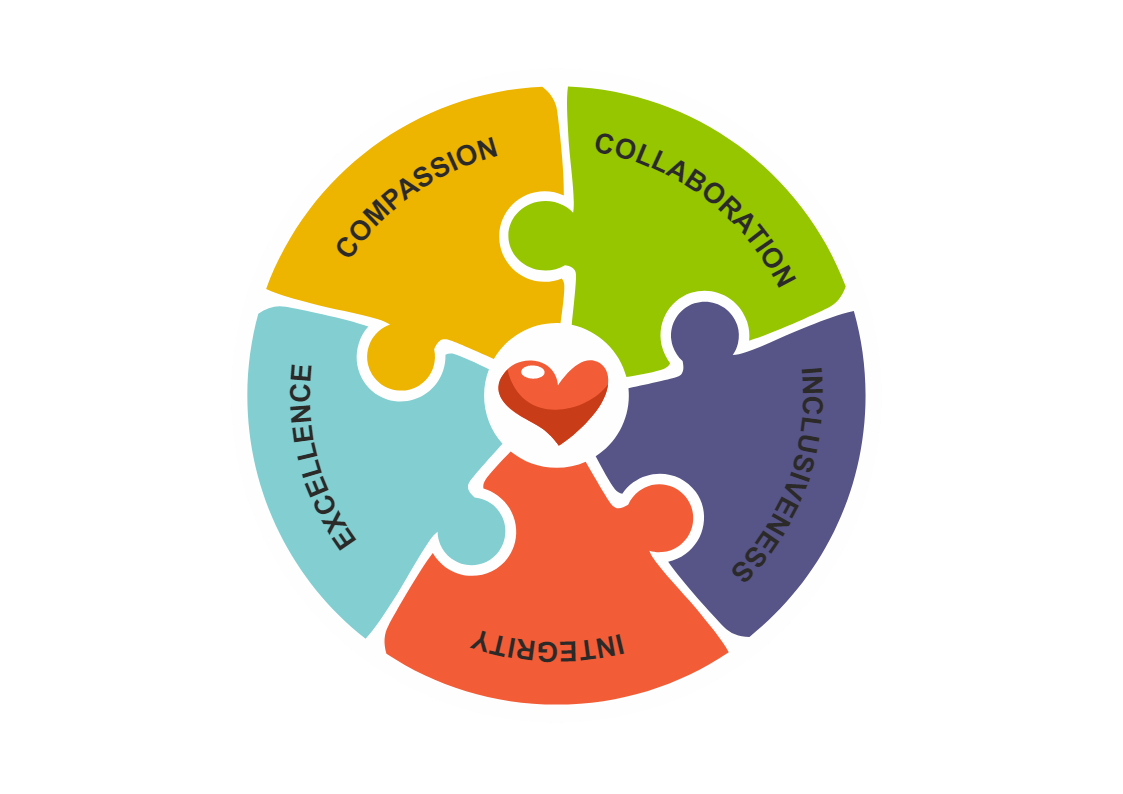 COMPASSION
COLLABORATION
INCLUSIVENESS
INTEGRITY
EXCELLENCE